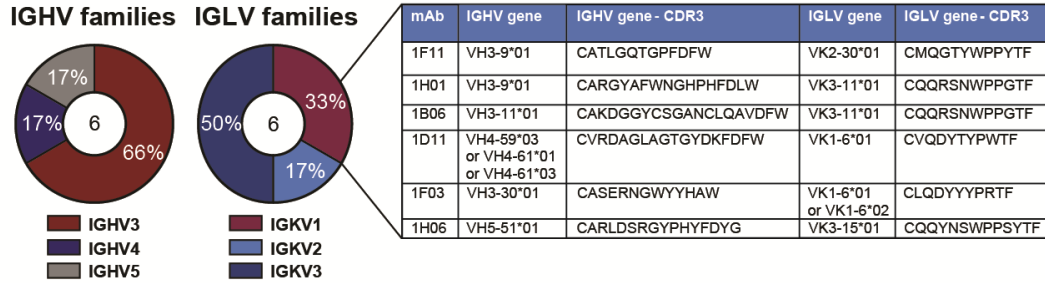 IGHV families
17%
17%
66%
6
IGHV3
IGHV4
IGHV5
IGLV families
33%
50%
17%
6
IGKV1
IGKV2
IGKV3
mAb IGHV gene IGHV gene - CDR3 IGLV gene IGLV gene - CDR3
1F11 VH3-9*01 CATLGQTGPFDFW VK2-30*01 CMQGTYWPPYTF
1H01 VH3-9*01 CARGYAFWNGHPHFDLW VK3-11*01 CQQRSNWPPGTF
1B06 VH3-11*01 CAKDGGYCSGANCLQAVDFW VK3-11*01 CQQRSNWPPGTF
1D11 VH4-59*03 CVRDAGLAGTGYDKFDFW VK1-6*01 CVQDYTYPWTF
or VH4-61*01
or VH4-61*03
1F03 VH3-30*01 CASERNGWYYHAW VK1-6*01 CLQDYYYPRTF
or VK1-6*02
1H06 VH5-51*01 CARLDSRGYPHYFDYG VK3-15*01 CQQYNSWPPSYTF